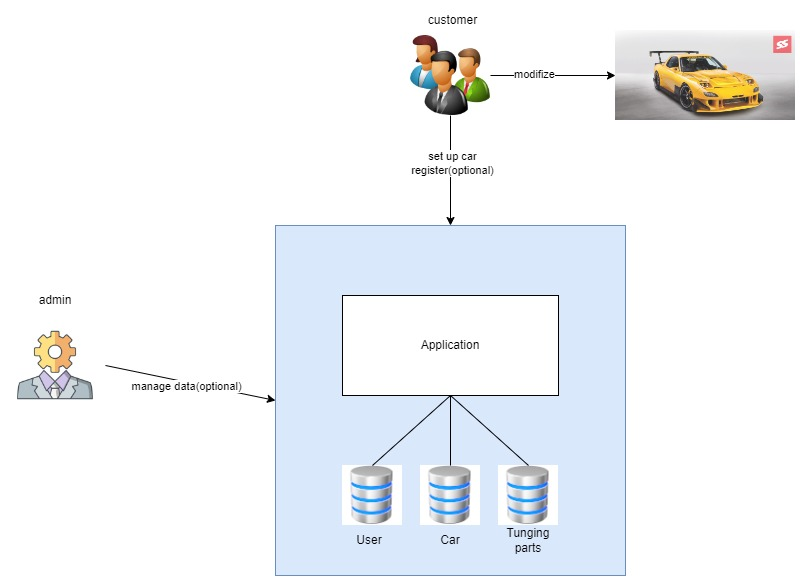 customer
modifize
set up car
register(optional)
admin
manage data(optional)
Application
User
Car
Tunging
parts